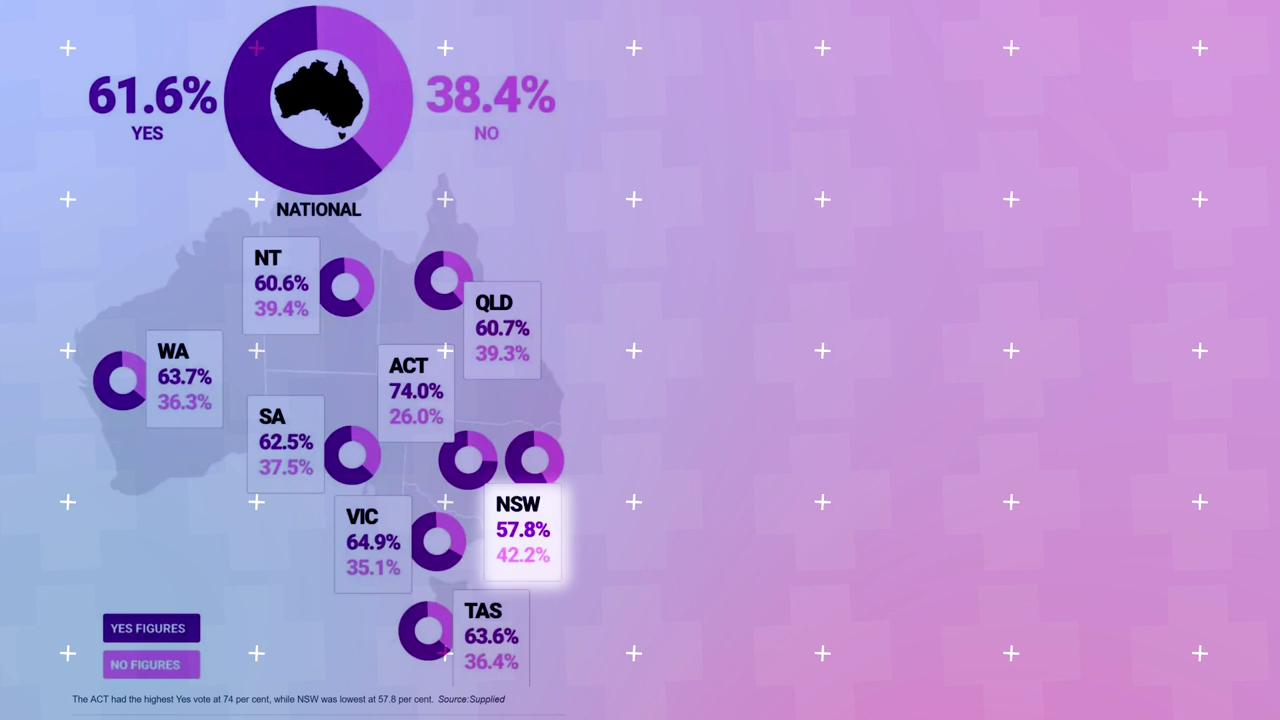 61.6%
YES
38.4%
NO
NATIONAL
NT
60.6%
39.4%
QLD
60.7%
39.3%
WA
63.7%
36.3%
ACT
74.0%
26.0%
SA
62.5%
37.5%
NSW
57.8%
42.2%
VIC
64.9%
35.1%
TAS
63.6%
36.4%
YES FIGURES
NO FIGURES
The ACT had the highest Yes vote at 74 per cent, while NSW was lowest at 57.8 per cent. Source:Supplied